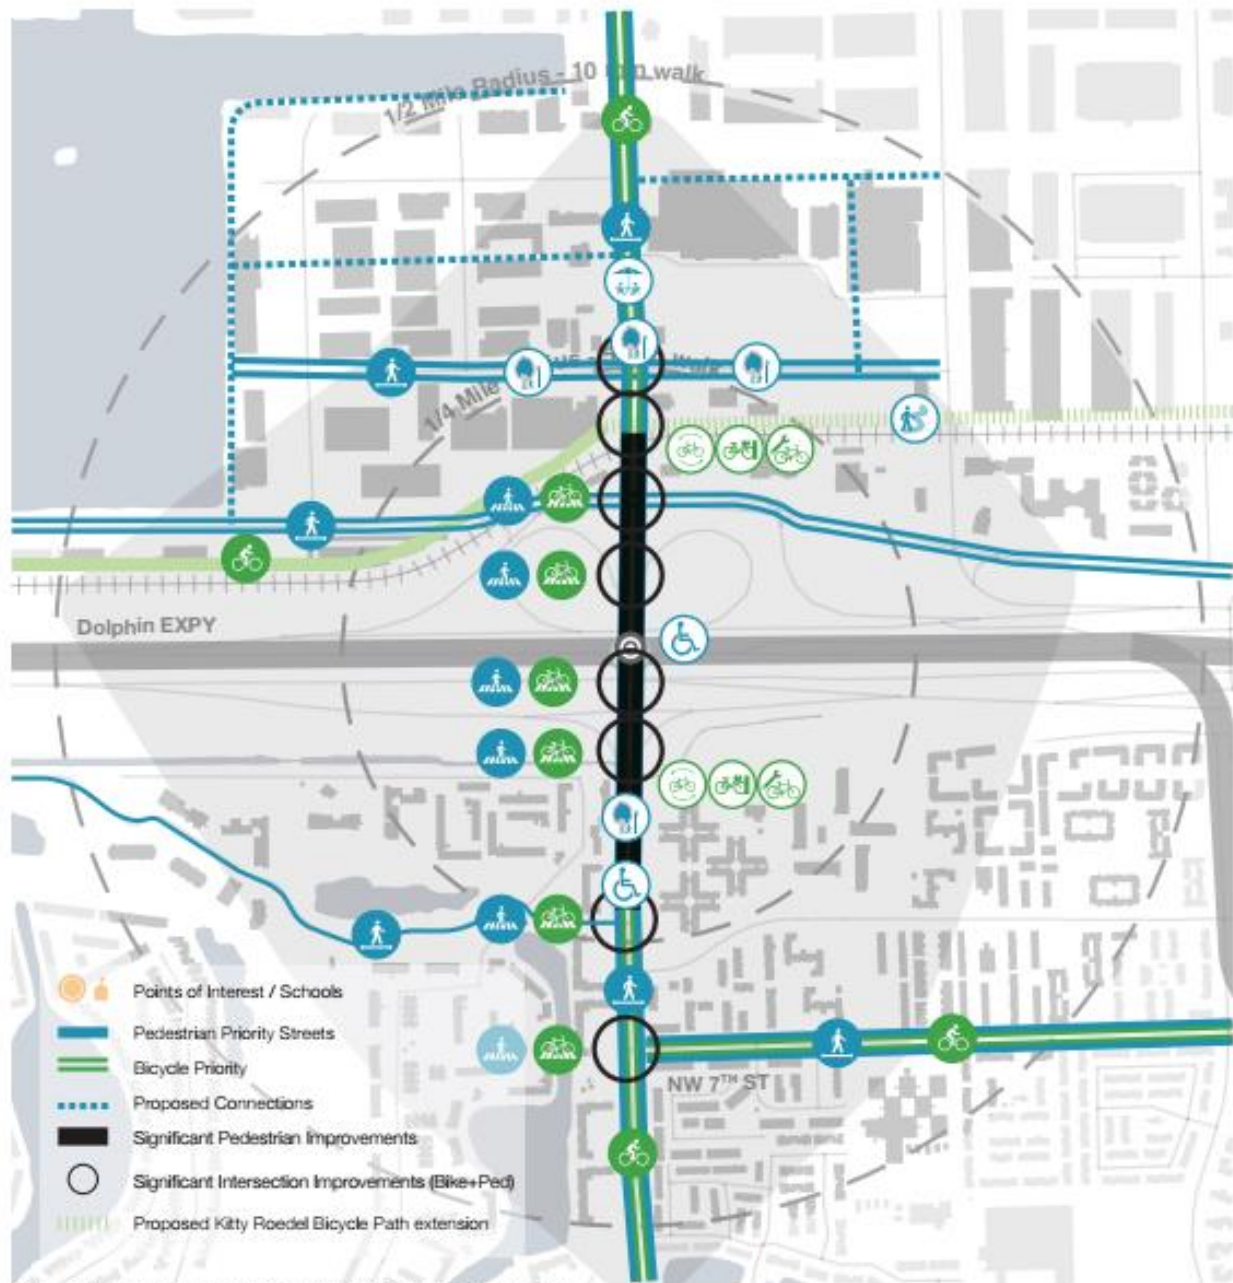 1/2 Mile Radius - 10 min walk
1/4 Mile
Walk
Dolphin EXPY
NW 7TH ST
Points of Interest / Schools
Pedestrian Priority Streets
Bicycle Priority
Proposed Connections
Significant Pedestrian Improvements
Significant Intersection Improvements (Bike+Ped)
Proposed Kitty Roedel Bicycle Path extension